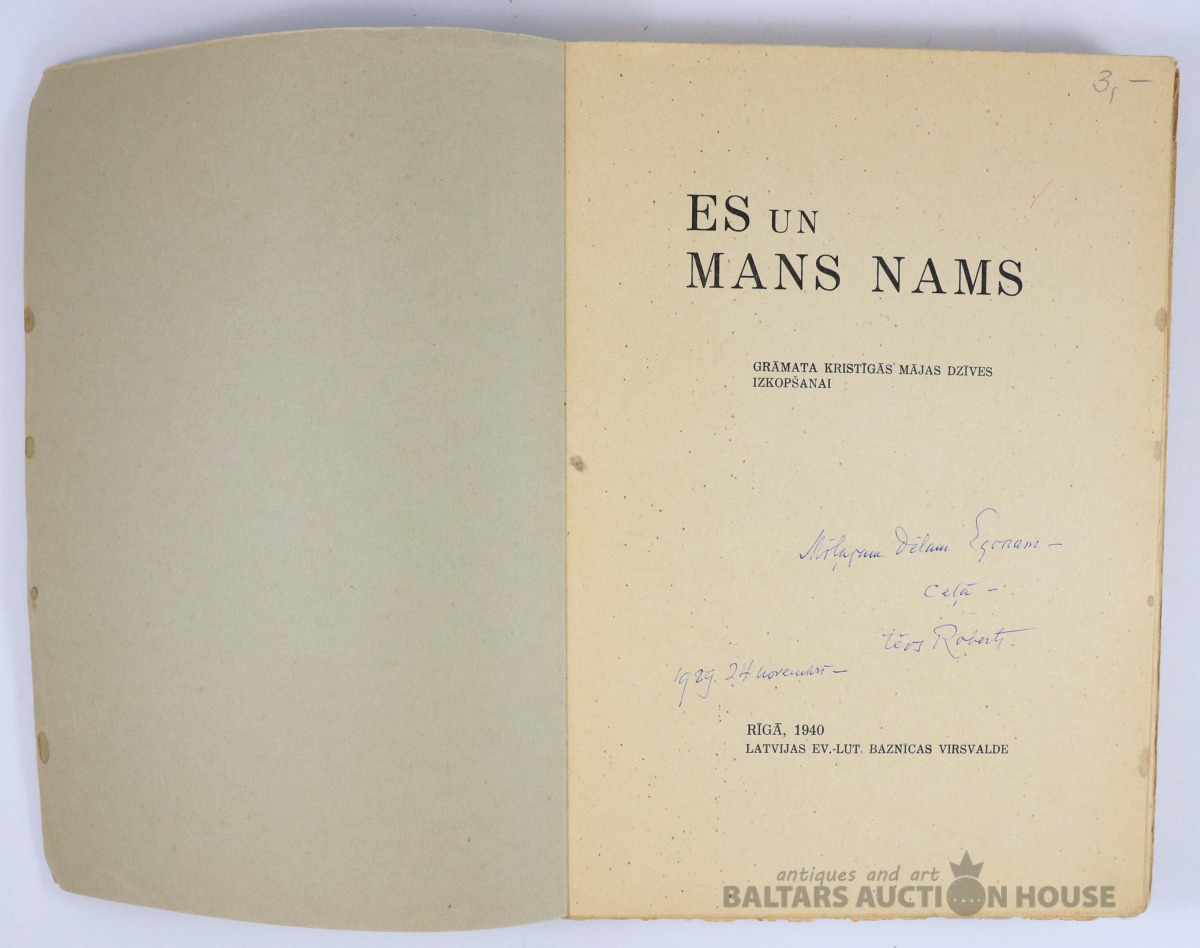 3,—
ES UN
MANS NAMS
GRĀMATA KRISTĪGĀS MĀJAS DZĪVES
IZKOPŠANAI
Mīļajam Dēlam Egonam —
ceļā —
tēvs Roberts.
1989. 24 novembrī —
RĪGĀ, 1940
LATVIJAS EV.-LUT. BAZNĪCAS VIRSVALDE
antiques and art
BALTARS AUCTION HOUSE